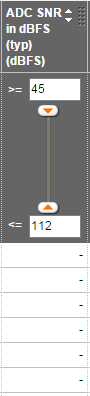 ADC SNR
in dBFS
(typ)
(dBFS)
>= 45
<= 112
-
-
-
-
-
-